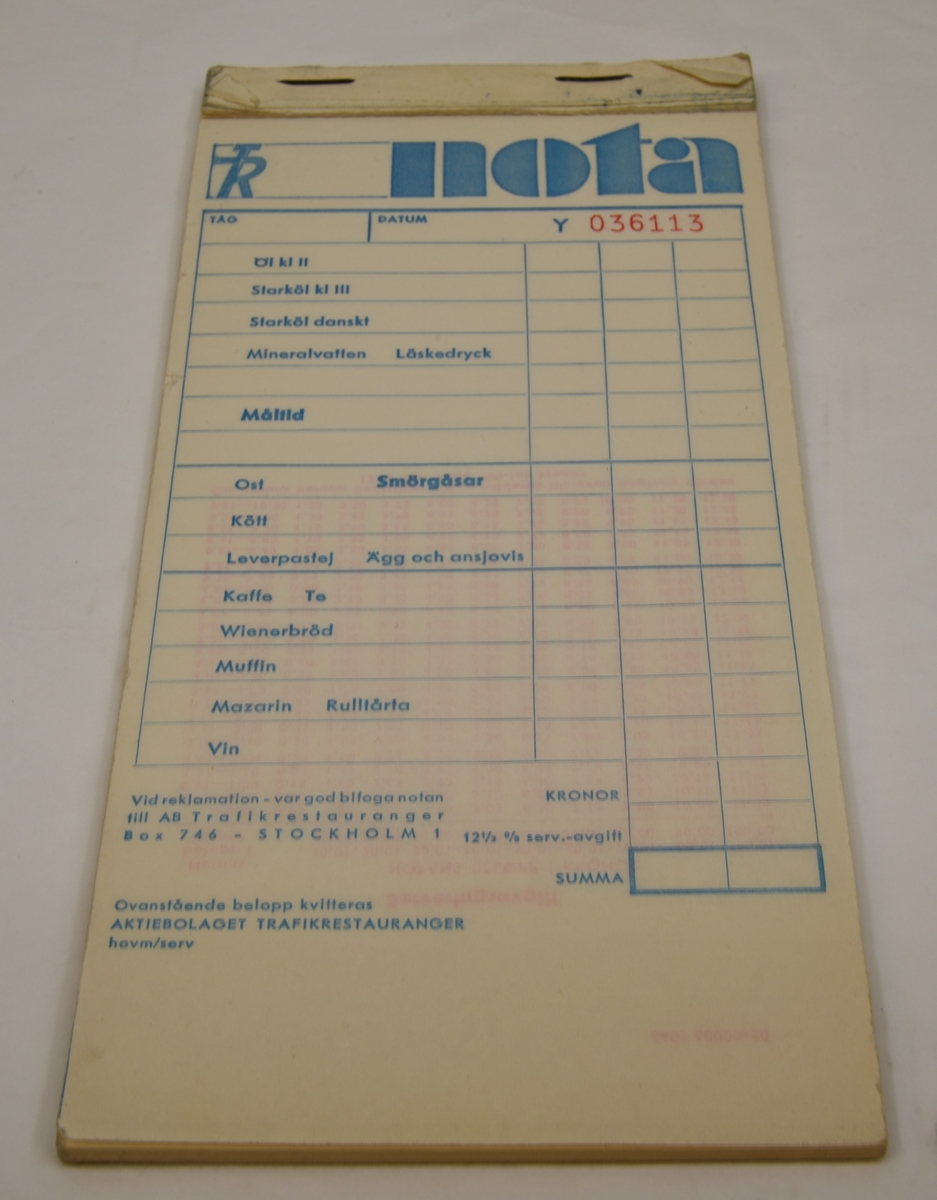 TR nota
TÅG DATUM Y 036113
Öl kl II
Starköl kl III
Starköl danskt
Mineralvatten Läskedryck
Måltid
Ost Smörgåsar
Kött
Leverpastej Ägg och ansjovis
Kaffe Te
Wienerbröd
Muffin
Mazarin Rulltårta
Vin
Vid reklamation - var god bifoga notan
till AB Trafikrestauranger
Box 746 - STOCKHOLM 1
KRONOR
12½ % serv.-avgift
SUMMA
Ovanstående belopp kvitteras
AKTIEBOLAGET TRAFIKRESTAURANGER
hovm/serv